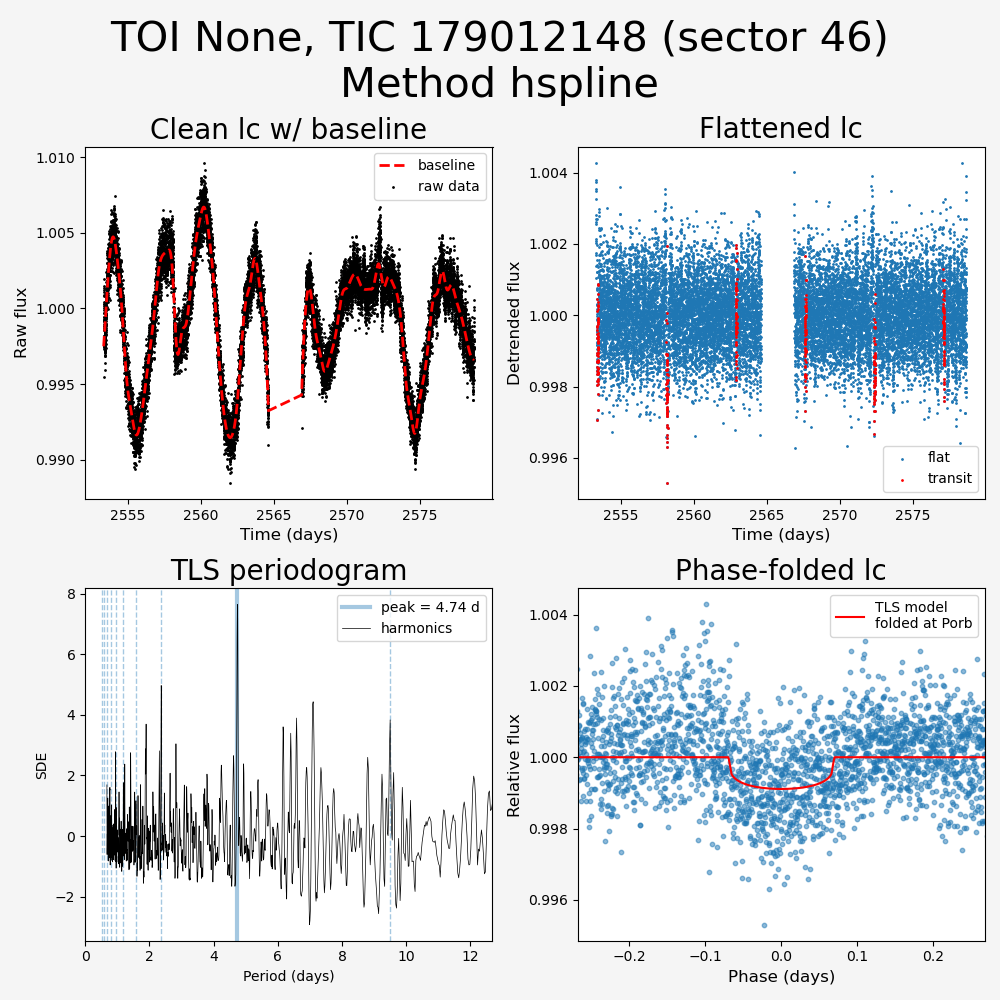 TOI None, TIC 179012148 (sector 46)
Method hspline
Clean lc w/ baseline
Raw flux
1.010
1.005
1.000
0.995
0.990
baseline
raw data
2555
2560
2565
2570
2575
Time (days)
Flattened lc
Detrended flux
1.004
1.002
1.000
0.998
0.996
flat
transit
2555
2560
2565
2570
2575
Time (days)
TLS periodogram
SDE
8
6
4
2
0
−2
peak = 4.74 d
harmonics
0
2
4
6
8
10
12
Period (days)
Phase-folded lc
Relative flux
1.004
1.002
1.000
0.998
0.996
TLS model
folded at Porb
−0.2
−0.1
0.0
0.1
0.2
Phase (days)